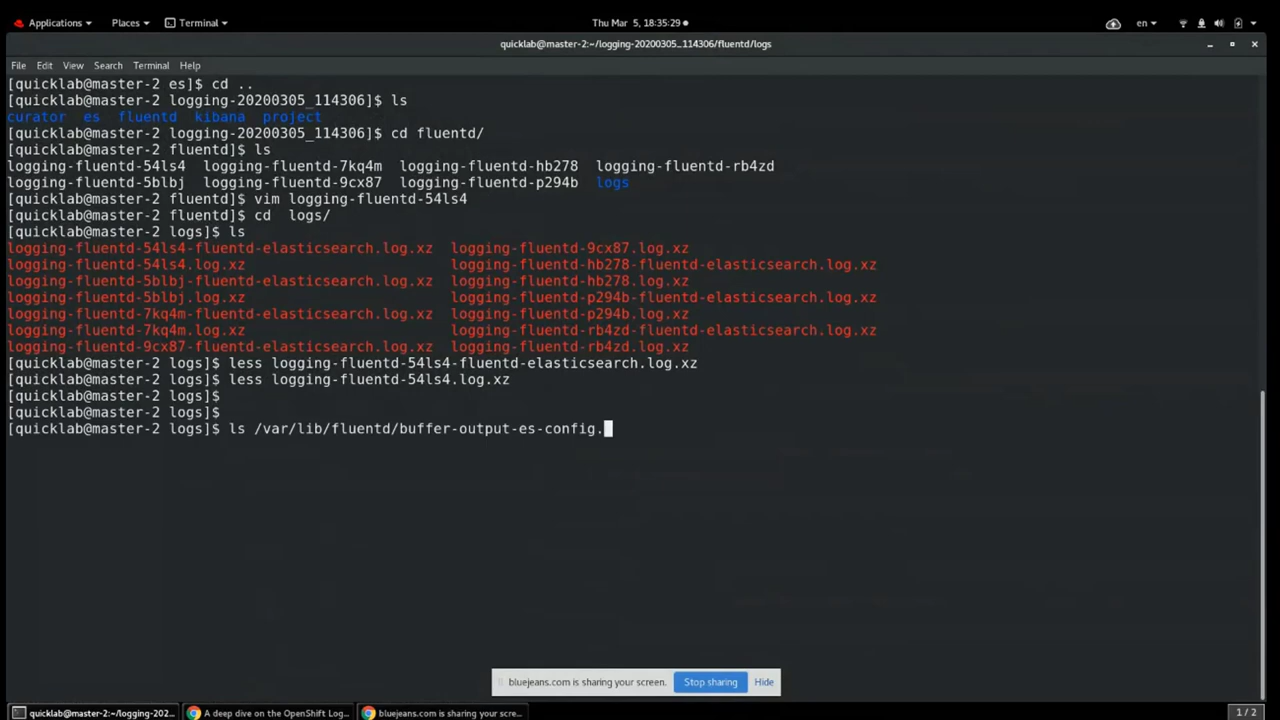 Applications Places Terminal Thu Mar 5, 18:35:29 en
quicklab@master-2:~/logging-20200305_114306/fluentd/logs
File Edit View Search Terminal Help
[quicklab@master-2 es]$ cd ..
[quicklab@master-2 logging-20200305_114306]$ ls
curator es fluentd kibana project
[quicklab@master-2 logging-20200305_114306]$ cd fluentd/
[quicklab@master-2 fluentd]$ ls
logging-fluentd-54ls4 logging-fluentd-7kq4m logging-fluentd-hb278 logging-fluentd-rb4zd
logging-fluentd-5blbj logging-fluentd-9cx87 logging-fluentd-p294b logs
[quicklab@master-2 fluentd]$ vim logging-fluentd-54ls4
[quicklab@master-2 fluentd]$ cd  logs/
[quicklab@master-2 logs]$ ls
logging-fluentd-54ls4-fluentd-elasticsearch.log.xz logging-fluentd-9cx87.log.xz
logging-fluentd-54ls4.log.xz logging-fluentd-hb278-fluentd-elasticsearch.log.xz
logging-fluentd-5blbj-fluentd-elasticsearch.log.xz logging-fluentd-hb278.log.xz
logging-fluentd-5blbj.log.xz logging-fluentd-p294b-fluentd-elasticsearch.log.xz
logging-fluentd-7kq4m-fluentd-elasticsearch.log.xz logging-fluentd-p294b.log.xz
logging-fluentd-7kq4m.log.xz logging-fluentd-rb4zd-fluentd-elasticsearch.log.xz
logging-fluentd-9cx87-fluentd-elasticsearch.log.xz logging-fluentd-rb4zd.log.xz
[quicklab@master-2 logs]$ less logging-fluentd-54ls4-fluentd-elasticsearch.log.xz
[quicklab@master-2 logs]$ less logging-fluentd-54ls4.log.xz
[quicklab@master-2 logs]$
[quicklab@master-2 logs]$
[quicklab@master-2 logs]$ ls /var/lib/fluentd/buffer-output-es-config.
bluejeans.com is sharing your screen. Stop sharing Hide
quicklab@master-2:~/logging-202... A deep dive on the OpenShift Log... bluejeans.com is sharing your scre... 1 / 2